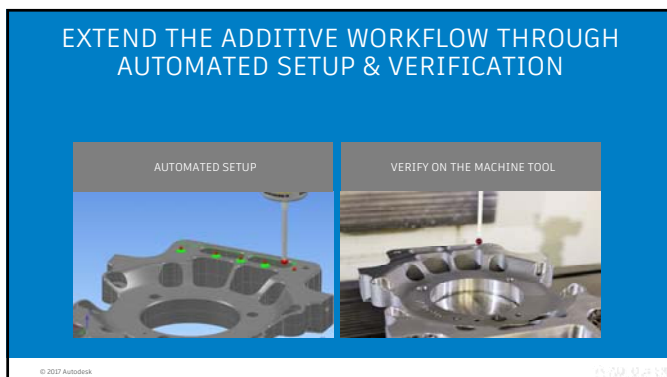 EXTEND THE ADDITIVE WORKFLOW THROUGH
AUTOMATED SETUP & VERIFICATION
AUTOMATED SETUP
VERIFY ON THE MACHINE TOOL
© 2017 Autodesk